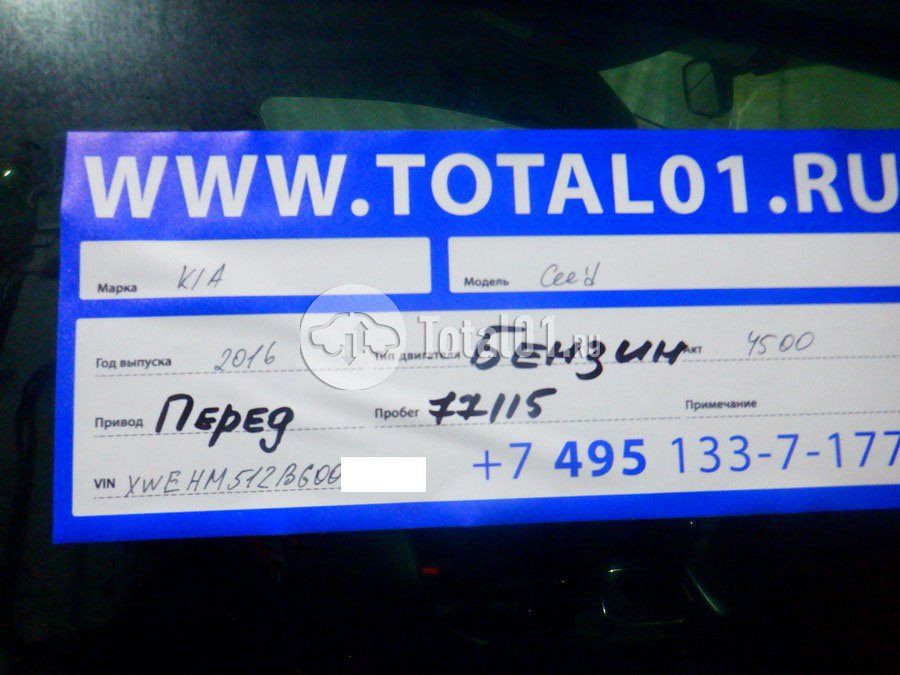 WWW.TOTAL01.RU
Марка KIA Модель Cee'd
Год выпуска 2016 Тип двигателя Бензин Акт 4500
Total01.ru
Привод Перед Пробег 77115 Примечание
VIN XWEHM512BG00 +7 495 133-7-177